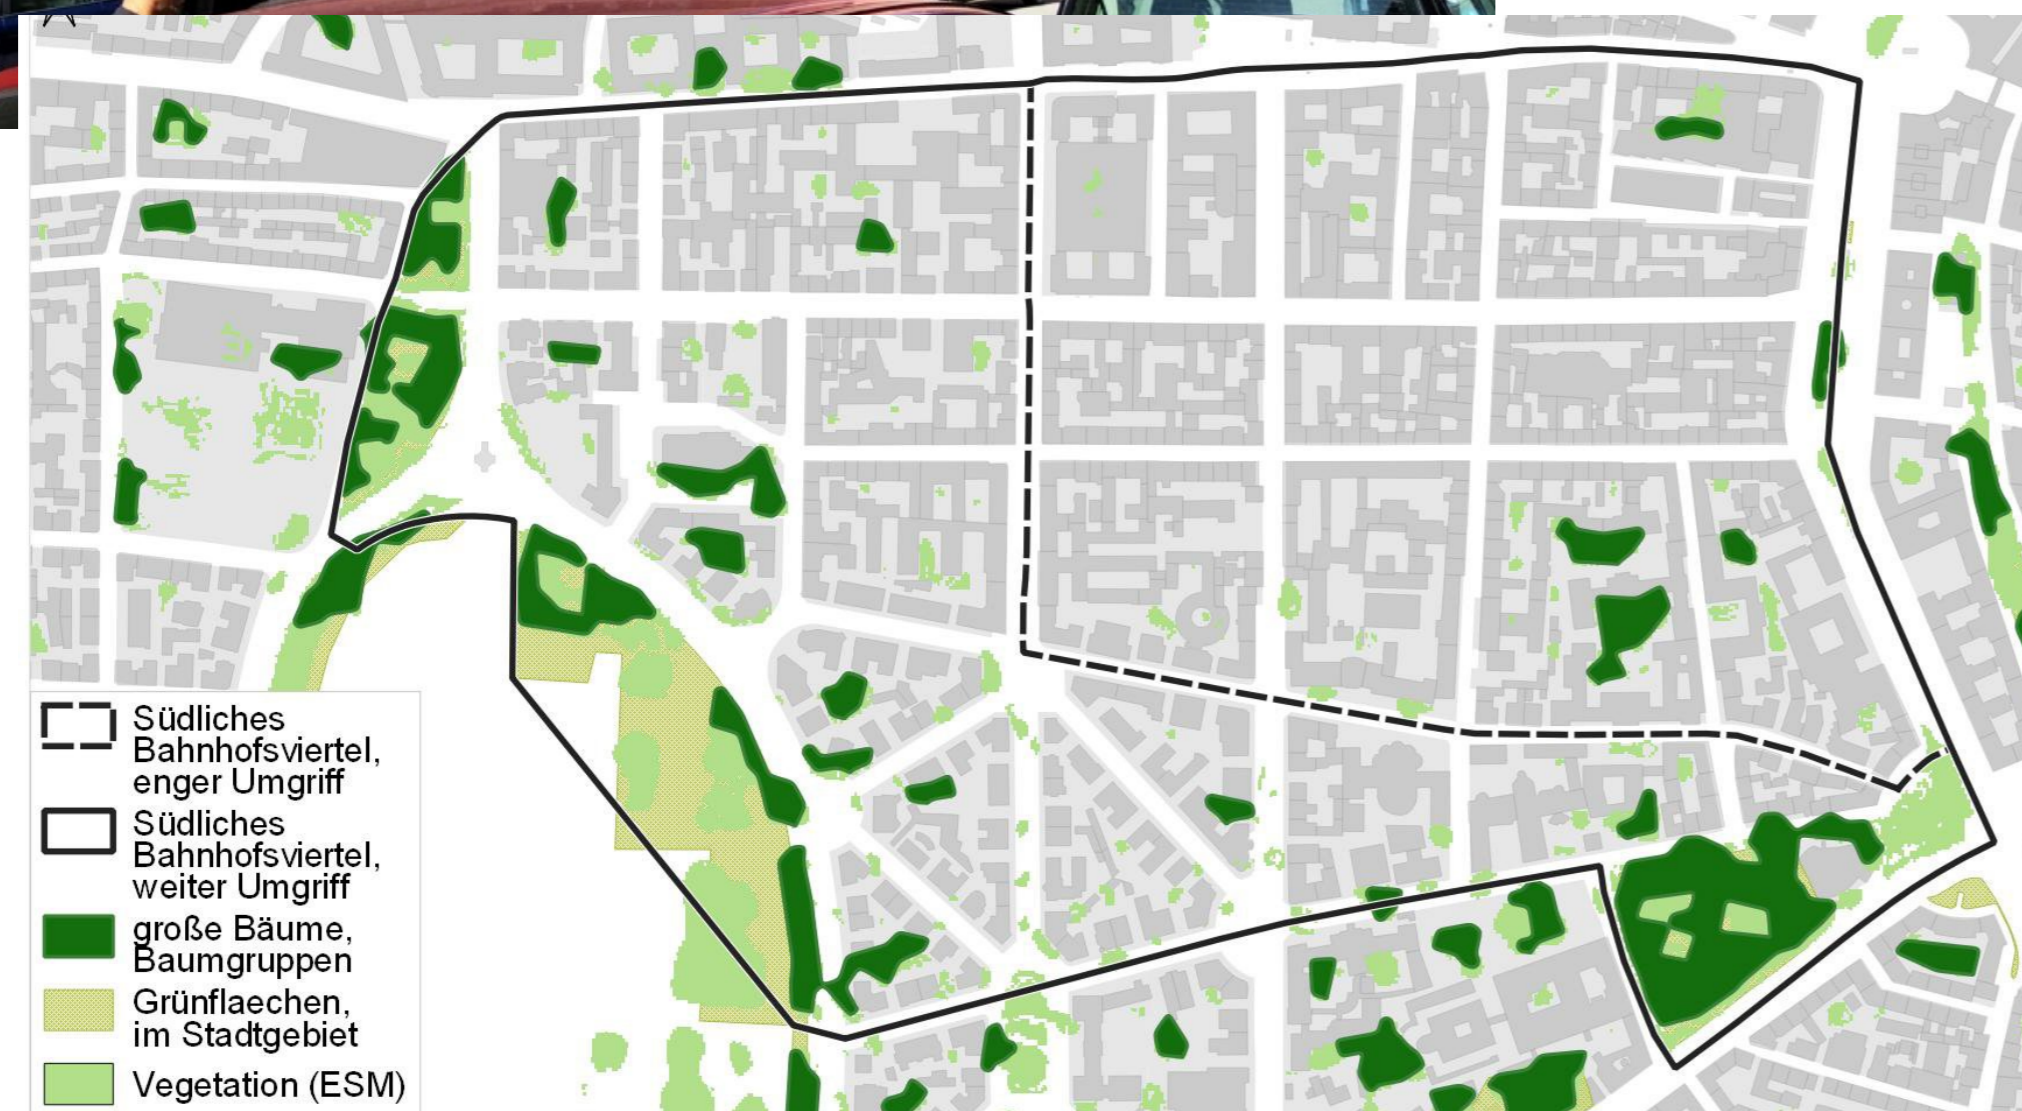 Südliches
Bahnhofsviertel,
enger Umgriff
Südliches
Bahnhofsviertel,
weiter Umgriff
große Bäume,
Baumgruppen
Grünflaechen,
im Stadtgebiet
Vegetation (ESM)